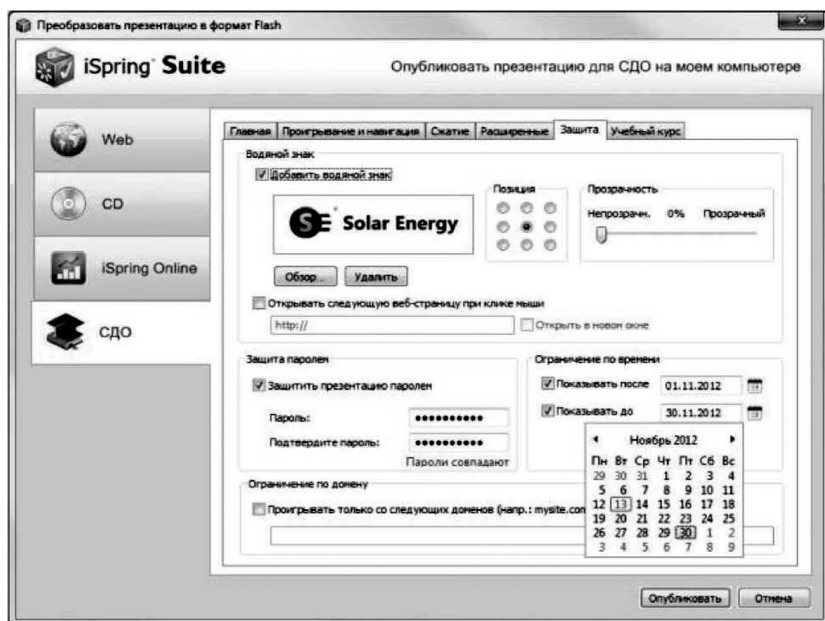 Преобразовать презентацию в формат Flash
iSpring Suite
Опубликовать презентацию для СДО на моем компьютере
Web
CD
iSpring Online
СДО
Главная Проигрывание и навигация Сжатие Расширенные Защита Учебный курс
Водяной знак
Добавить водяной знак
SE Solar Energy
Обзор... Удалить
Позиция
Прозрачность
Непрозрачн. 0% Прозрачный
Открывать следующую веб-страницу при клике мыши
http:// Открыть в новом окне
Защита паролем
Защитить презентацию паролем
Пароль: ●●●●●●●●●●
Подтвердите пароль: ●●●●●●●●●●
Пароли совпадают
Ограничение по времени
Показывать после 01.11.2012
Показывать до 30.11.2012
Ноябрь 2012
Пн Вт Ср Чт Пт Сб Вс
29 30 31 1 2 3 4
5 6 7 8 9 10 11
12 13 14 15 16 17 18
19 20 21 22 23 24 25
26 27 28 29 30 1 2
3 4 5 6 7 8 9
Ограничение по домену
Проигрывать только со следующих доменов (напр.: mysite.com
Опубликовать Отмена